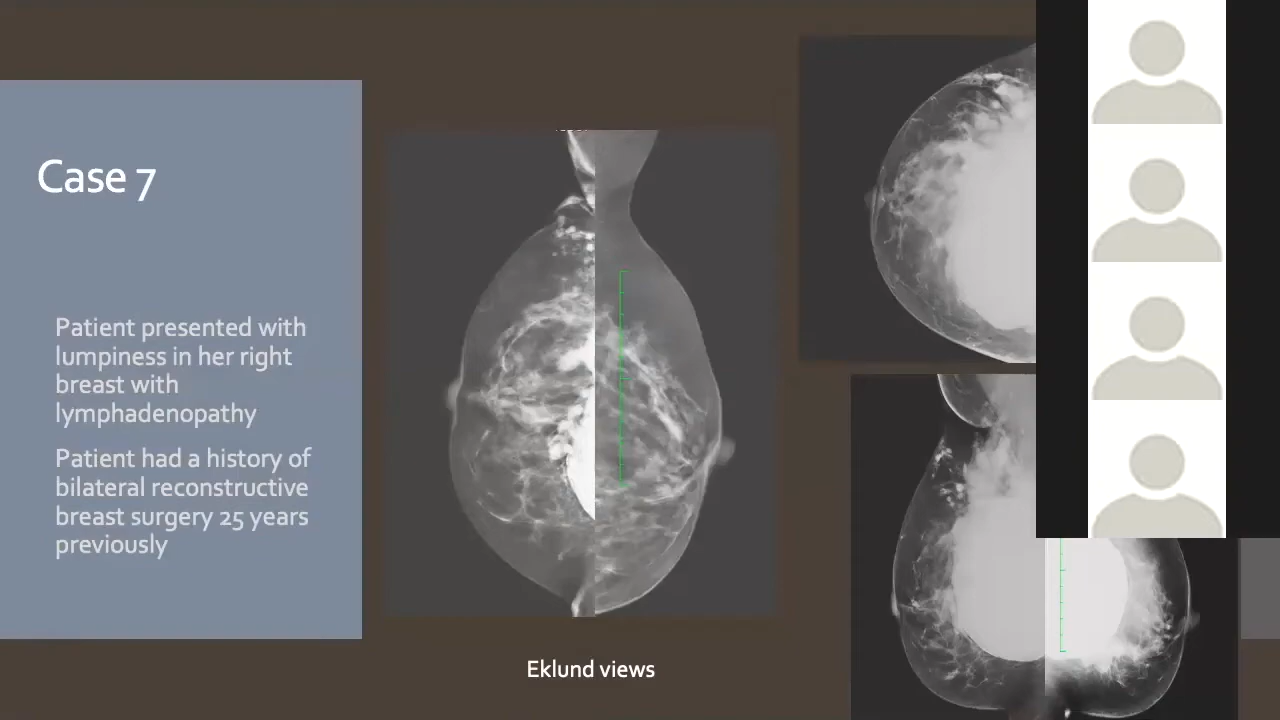 Case 7
Patient presented with
lumpiness in her right
breast with
lymphadenopathy
Patient had a history of
bilateral reconstructive
breast surgery 25 years
previously
Eklund views